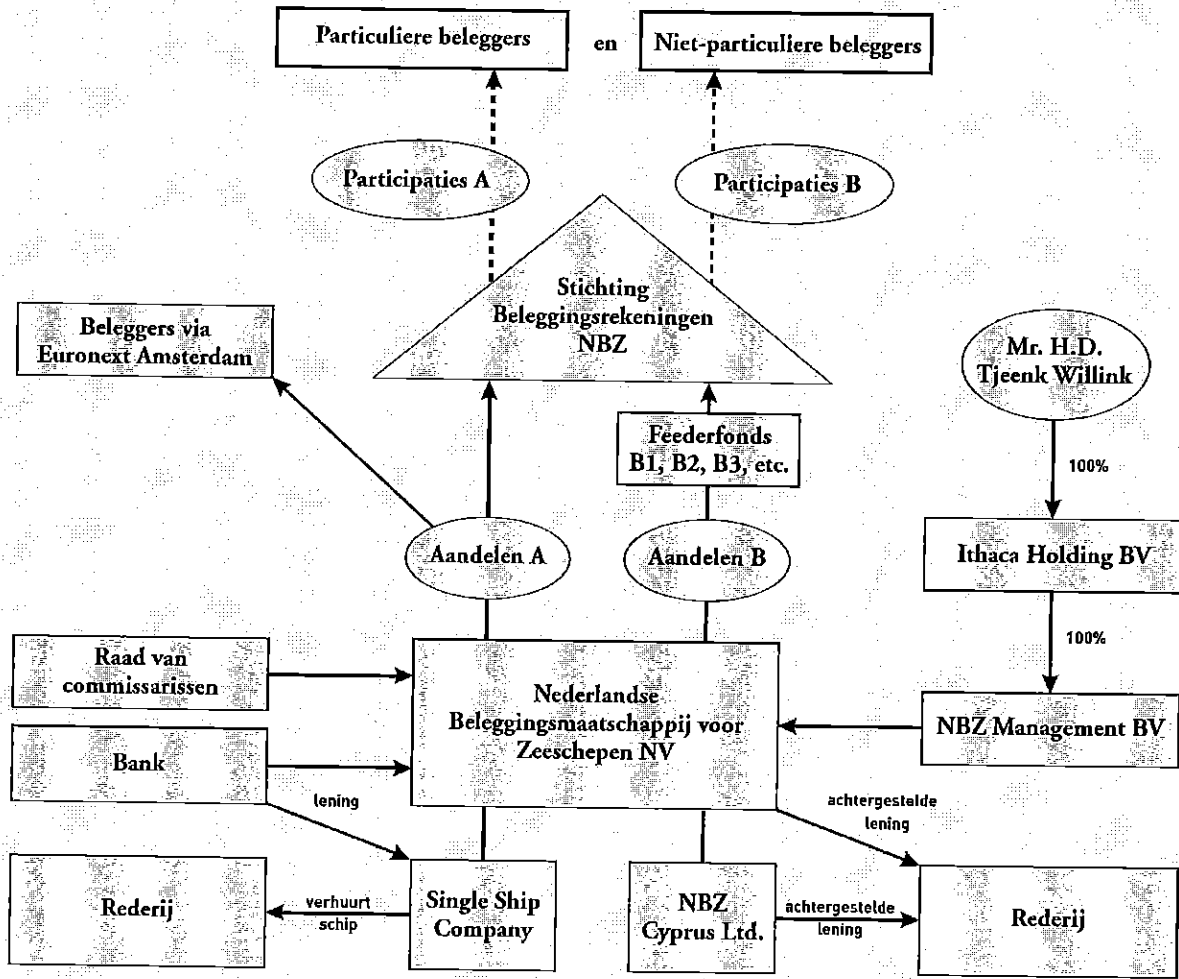 Particuliere beleggers
en
Niet-particuliere beleggers
Participaties A
Participaties B
Stichting
Beleggingsrekeningen
NBZ
Beleggers via
Euronext Amsterdam
Mr. H.D.
Tjeenk Willink
Feederfonds
B1, B2, B3, etc.
100%
Aandelen A
Aandelen B
Ithaca Holding BV
100%
Raad van
commissarissen
Nederlandse
Beleggingsmaatschappij voor
Zeeschepen NV
NBZ Management BV
Bank
lening
achtergestelde
lening
Rederij
verhuurt
schip
Single Ship
Company
NBZ
Cyprus Ltd.
achtergestelde
lening
Rederij